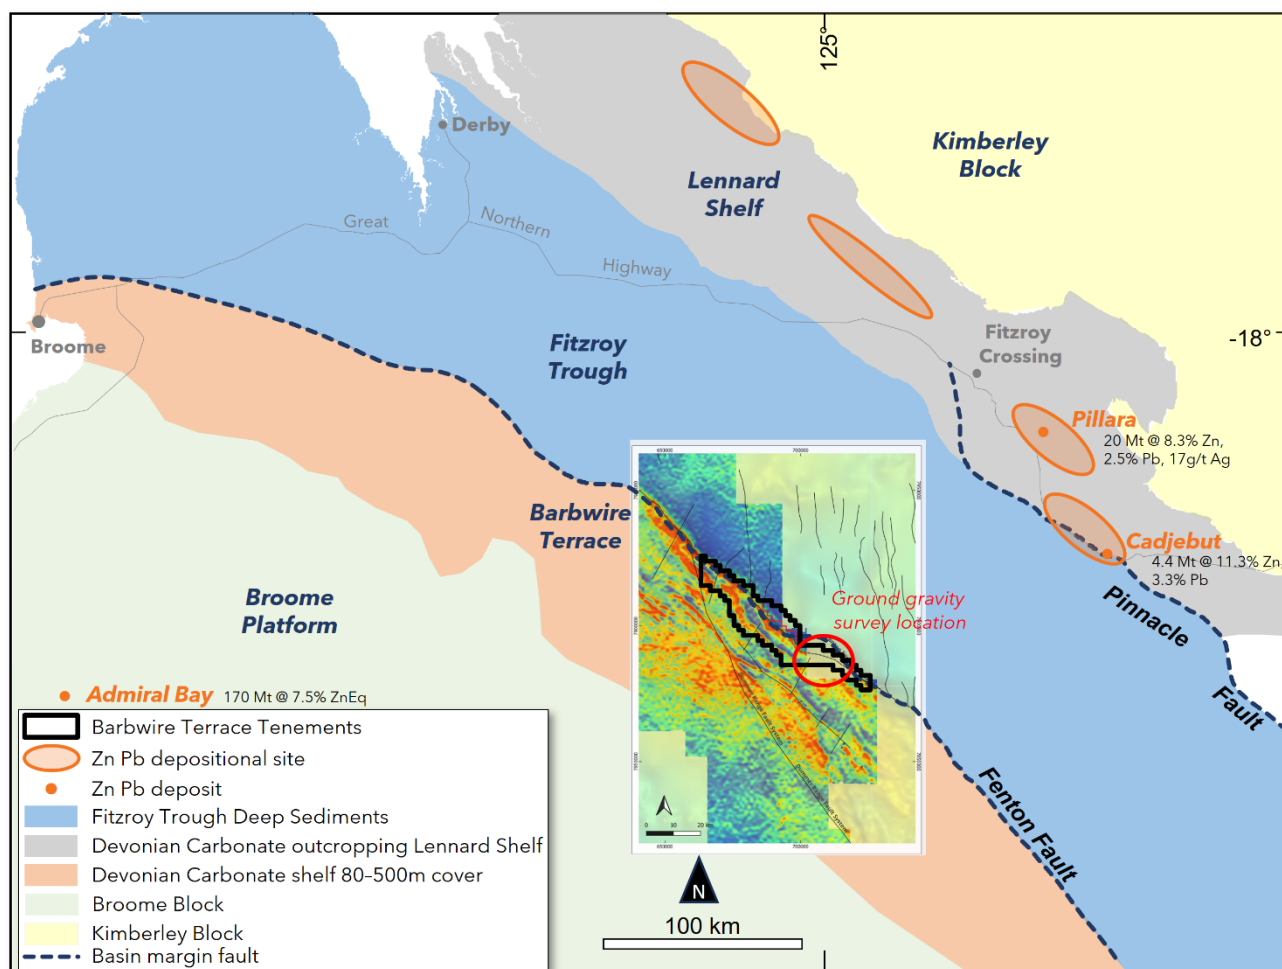 125°
Kimberley
Block
Derby
Lennard
Shelf
Great
Northern
Highway
-18°
Broome
Fitzroy
Trough
Fitzroy
Crossing
Pillara
20 Mt @ 8.3% Zn,
2.5% Pb, 17g/t Ag
Barbwire
Terrace
Cadjebut
4.4 Mt @ 11.3% Zn,
3.3% Pb
Ground gravity
survey location
Broome
Platform
Pinnacle
Fault
Admiral Bay 170 Mt @ 7.5% ZnEq
Fenton Fault
Barbwire Terrace Tenements
Zn Pb depositional site
Zn Pb deposit
Fitzroy Trough Deep Sediments
Devonian Carbonate outcropping Lennard Shelf
Devonian Carbonate shelf 80–500m cover
Broome Block
Kimberley Block
Basin margin fault
N
100 km